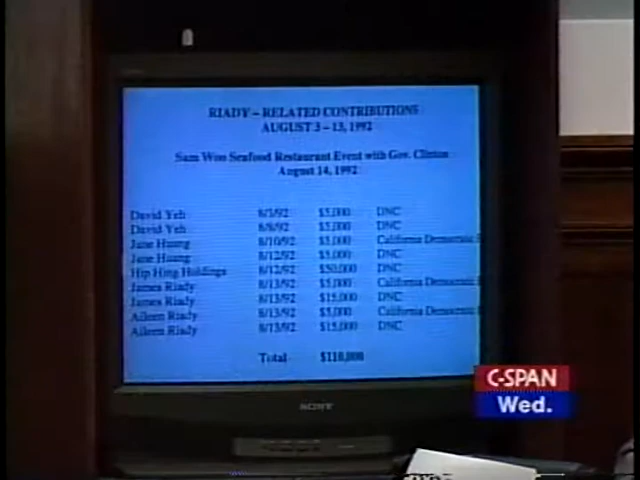 RIADY - RELATED CONTRIBUTIONS
AUGUST 3 - 13, 1992
Sam Woo Seafood Restaurant Event with Gov. Clinton
August 14, 1992
David Yeh 8/3/92 $5,000 DNC
David Yeh 8/8/92 $5,000 DNC
Jane Huang 8/10/92 $5,000 California Democratic
Jane Huang 8/12/92 $5,000 DNC
Hip Hing Holdings 8/12/92 $50,000 DNC
James Riady 8/13/92 $5,000 California Democratic
James Riady 8/13/92 $15,000 DNC
Aileen Riady 8/13/92 $5,000 California Democratic
Aileen Riady 8/13/92 $15,000 DNC
Total $110,000
SONY
C-SPAN
Wed.